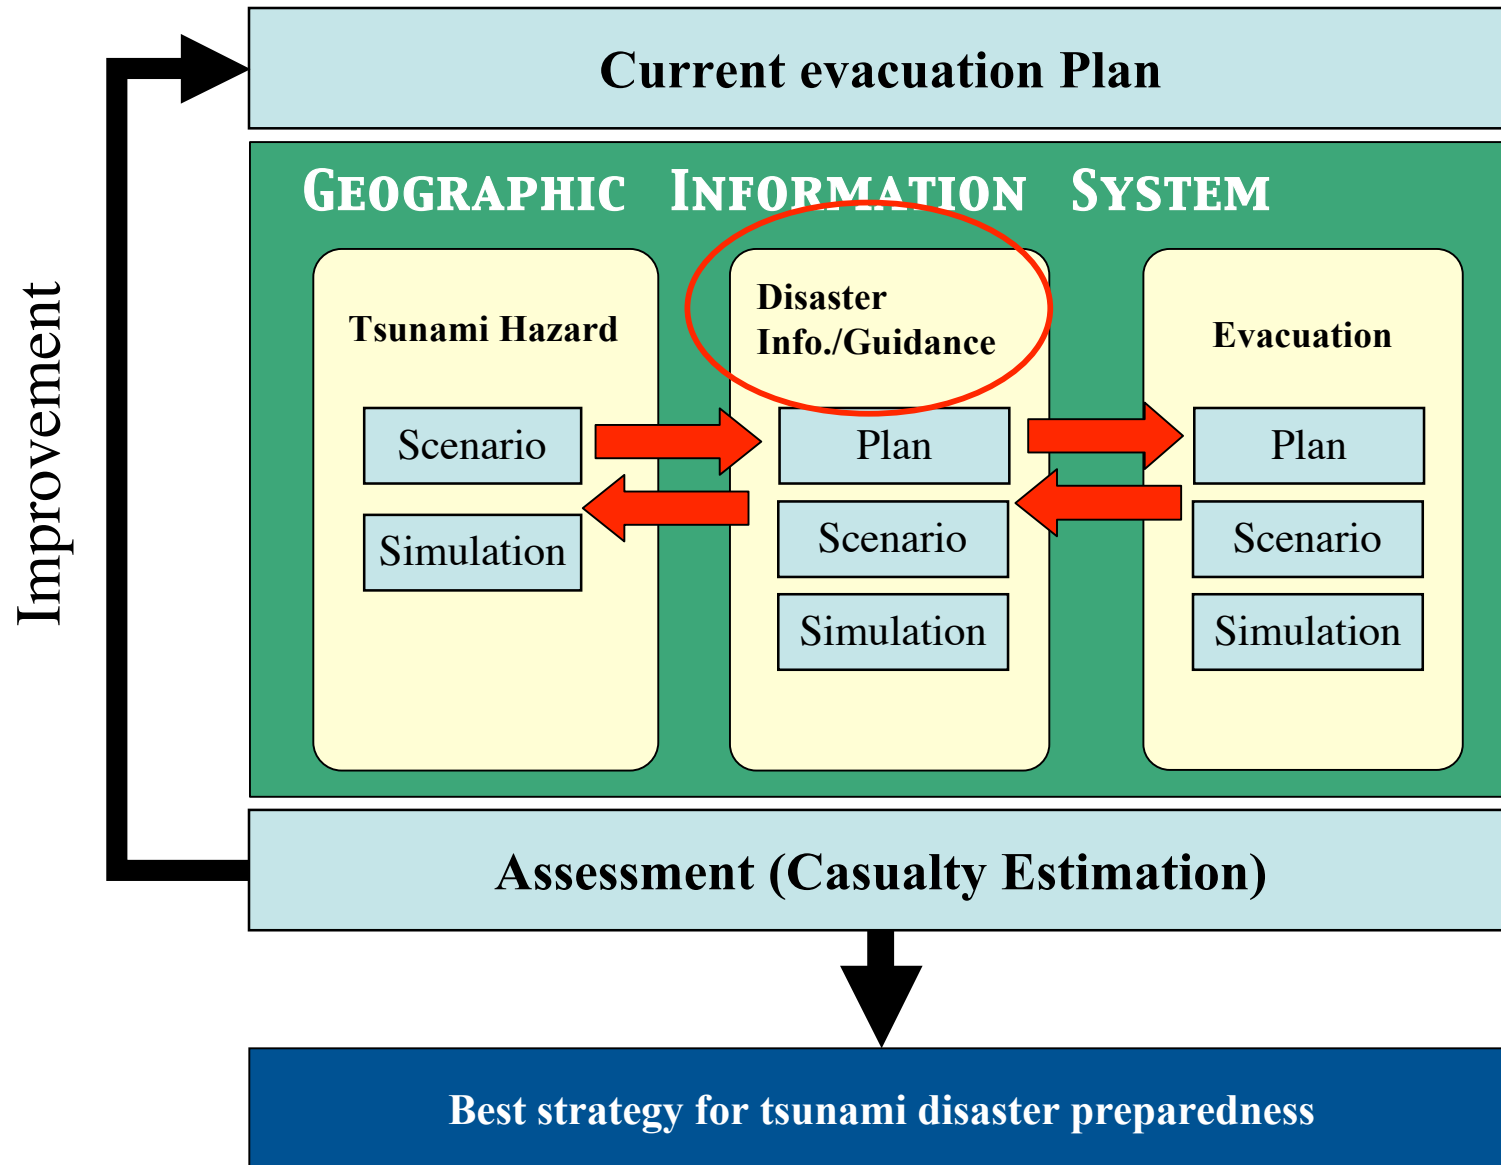 Current evacuation Plan
GEOGRAPHIC INFORMATION SYSTEM
Improvement
Tsunami Hazard
Scenario
Simulation
Disaster
Info./Guidance
Plan
Scenario
Simulation
Evacuation
Plan
Scenario
Simulation
Assessment (Casualty Estimation)
Best strategy for tsunami disaster preparedness